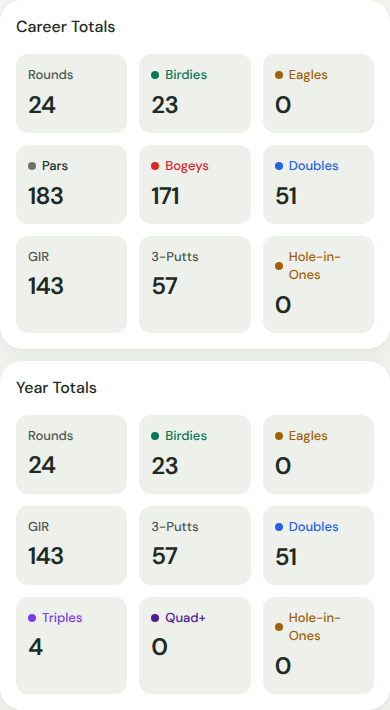 Career Totals
Rounds
24
Birdies
23
Eagles
0
Pars
183
Bogeys
171
Doubles
51
GIR
143
3-Putts
57
Hole-in-
Ones
0
Year Totals
Rounds
24
Birdies
23
Eagles
0
GIR
143
3-Putts
57
Doubles
51
Triples
4
Quad+
0
Hole-in-
Ones
0